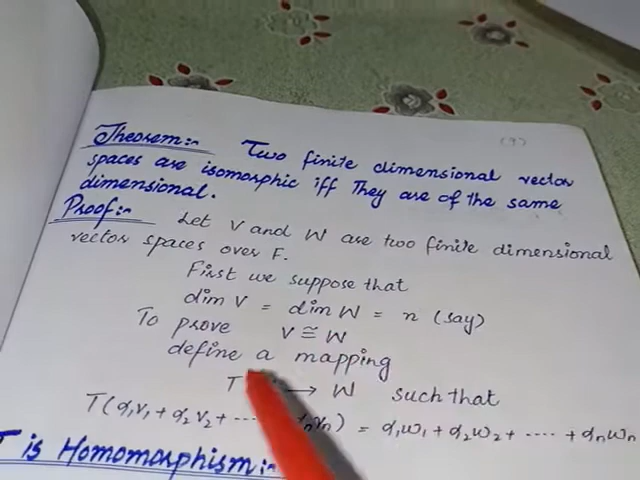 (9)
Theorem:- Two finite dimensional vector
spaces are isomorphic iff They are of the same
dimensional.
Proof:- Let V and W are two finite dimensional
vector spaces over F.
First we suppose that
dim V = dim W = n (say)
To prove V ≅ W
define a mapping
T → W such that
T(α₁v₁ + α₂v₂ + .... αₙvₙ) = α₁w₁ + α₂w₂ + .... + αₙwₙ
T is Homomorphism:-